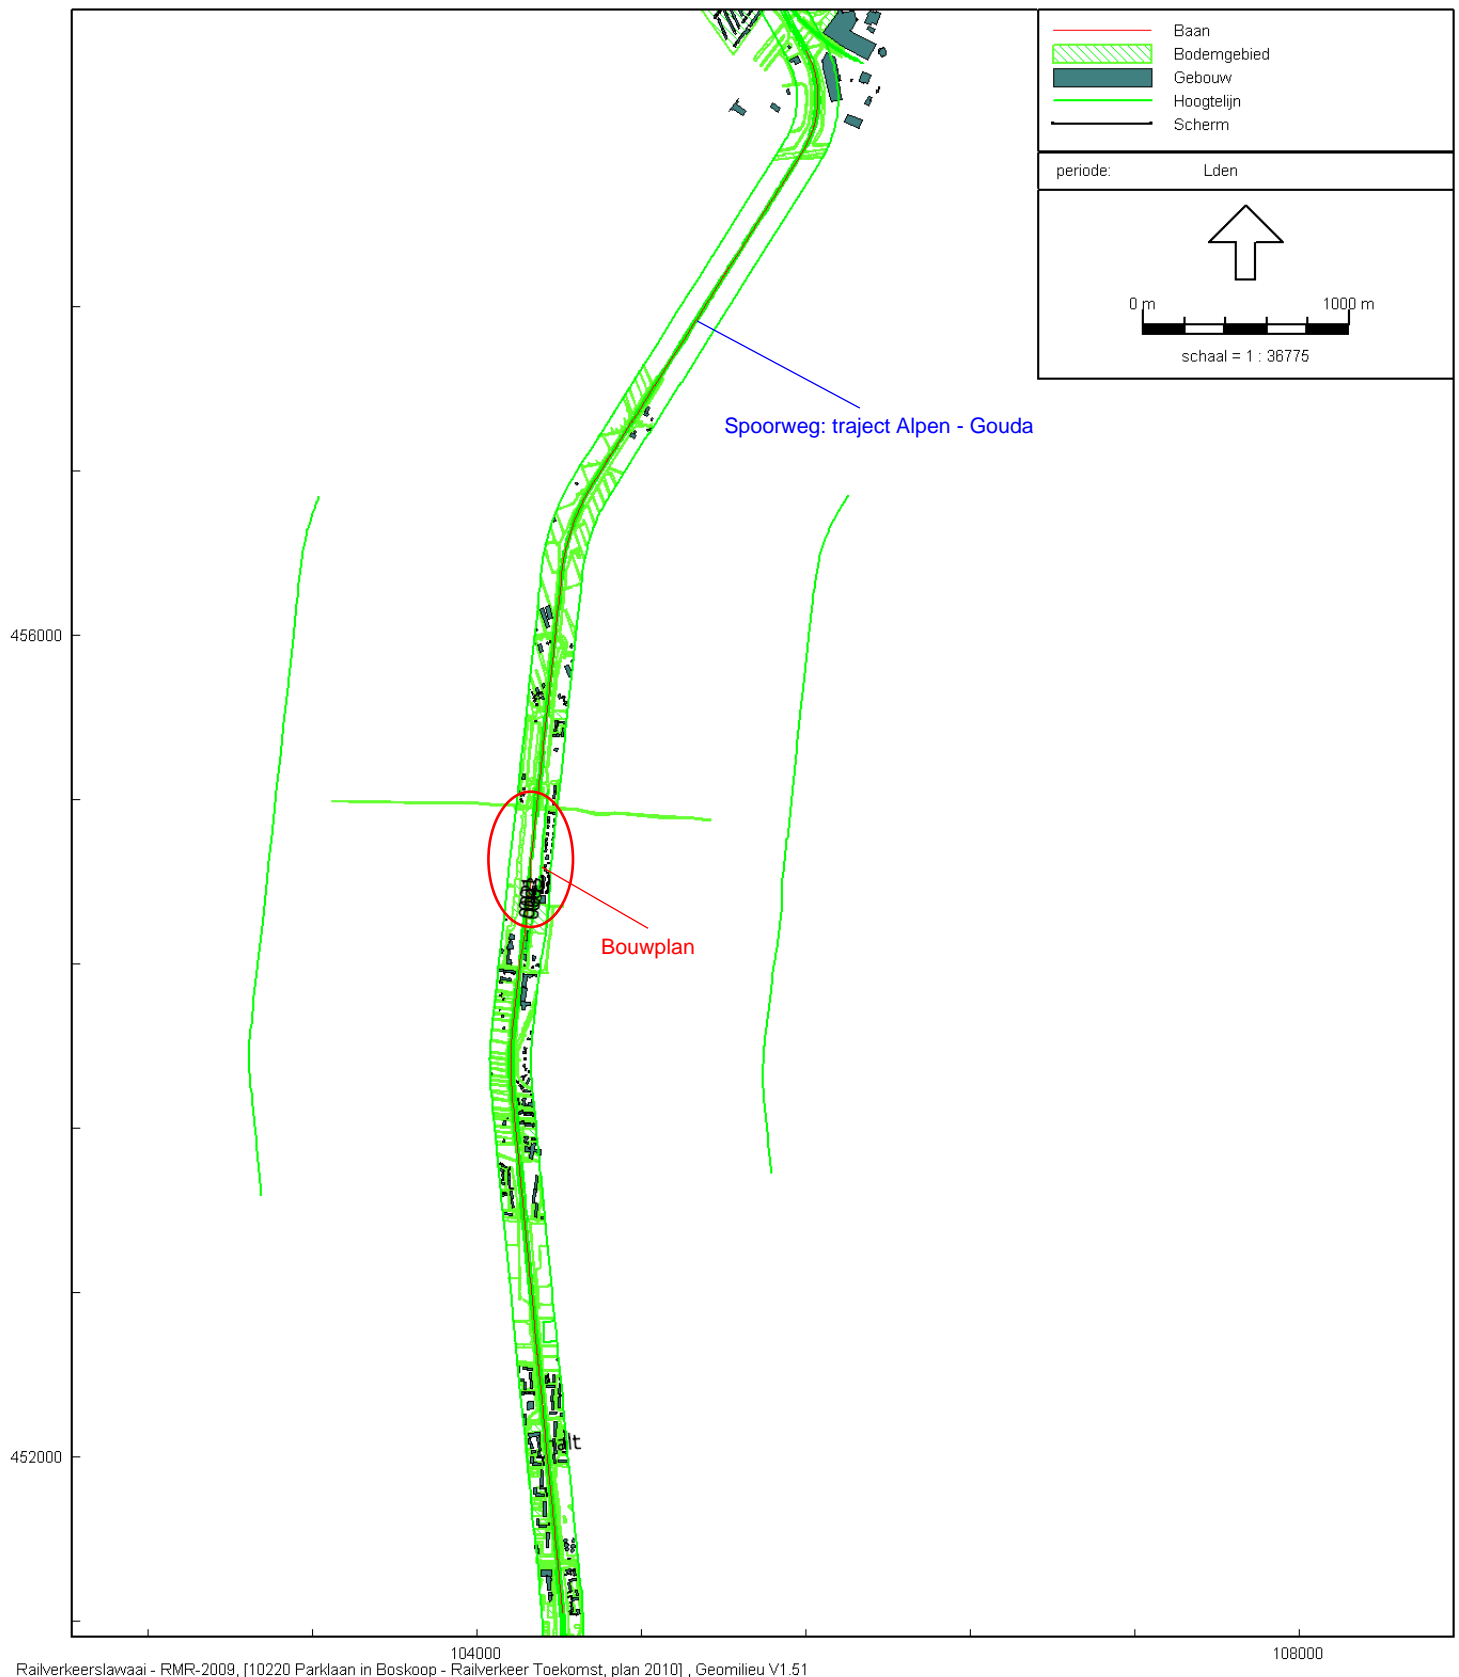 Baan
Bodemgebied
Gebouw
Hoogtelijn
Scherm
periode: Lden
0 m 1000 m
schaal = 1 : 36775
Spoorweg: traject Alpen - Gouda
456000
Bouwplan
452000
104000 108000
Railverkeerslawaai - RMR-2009, [10220 Parklaan in Boskoop - Railverkeer Toekomst, plan 2010] , Geomilieu V1.51